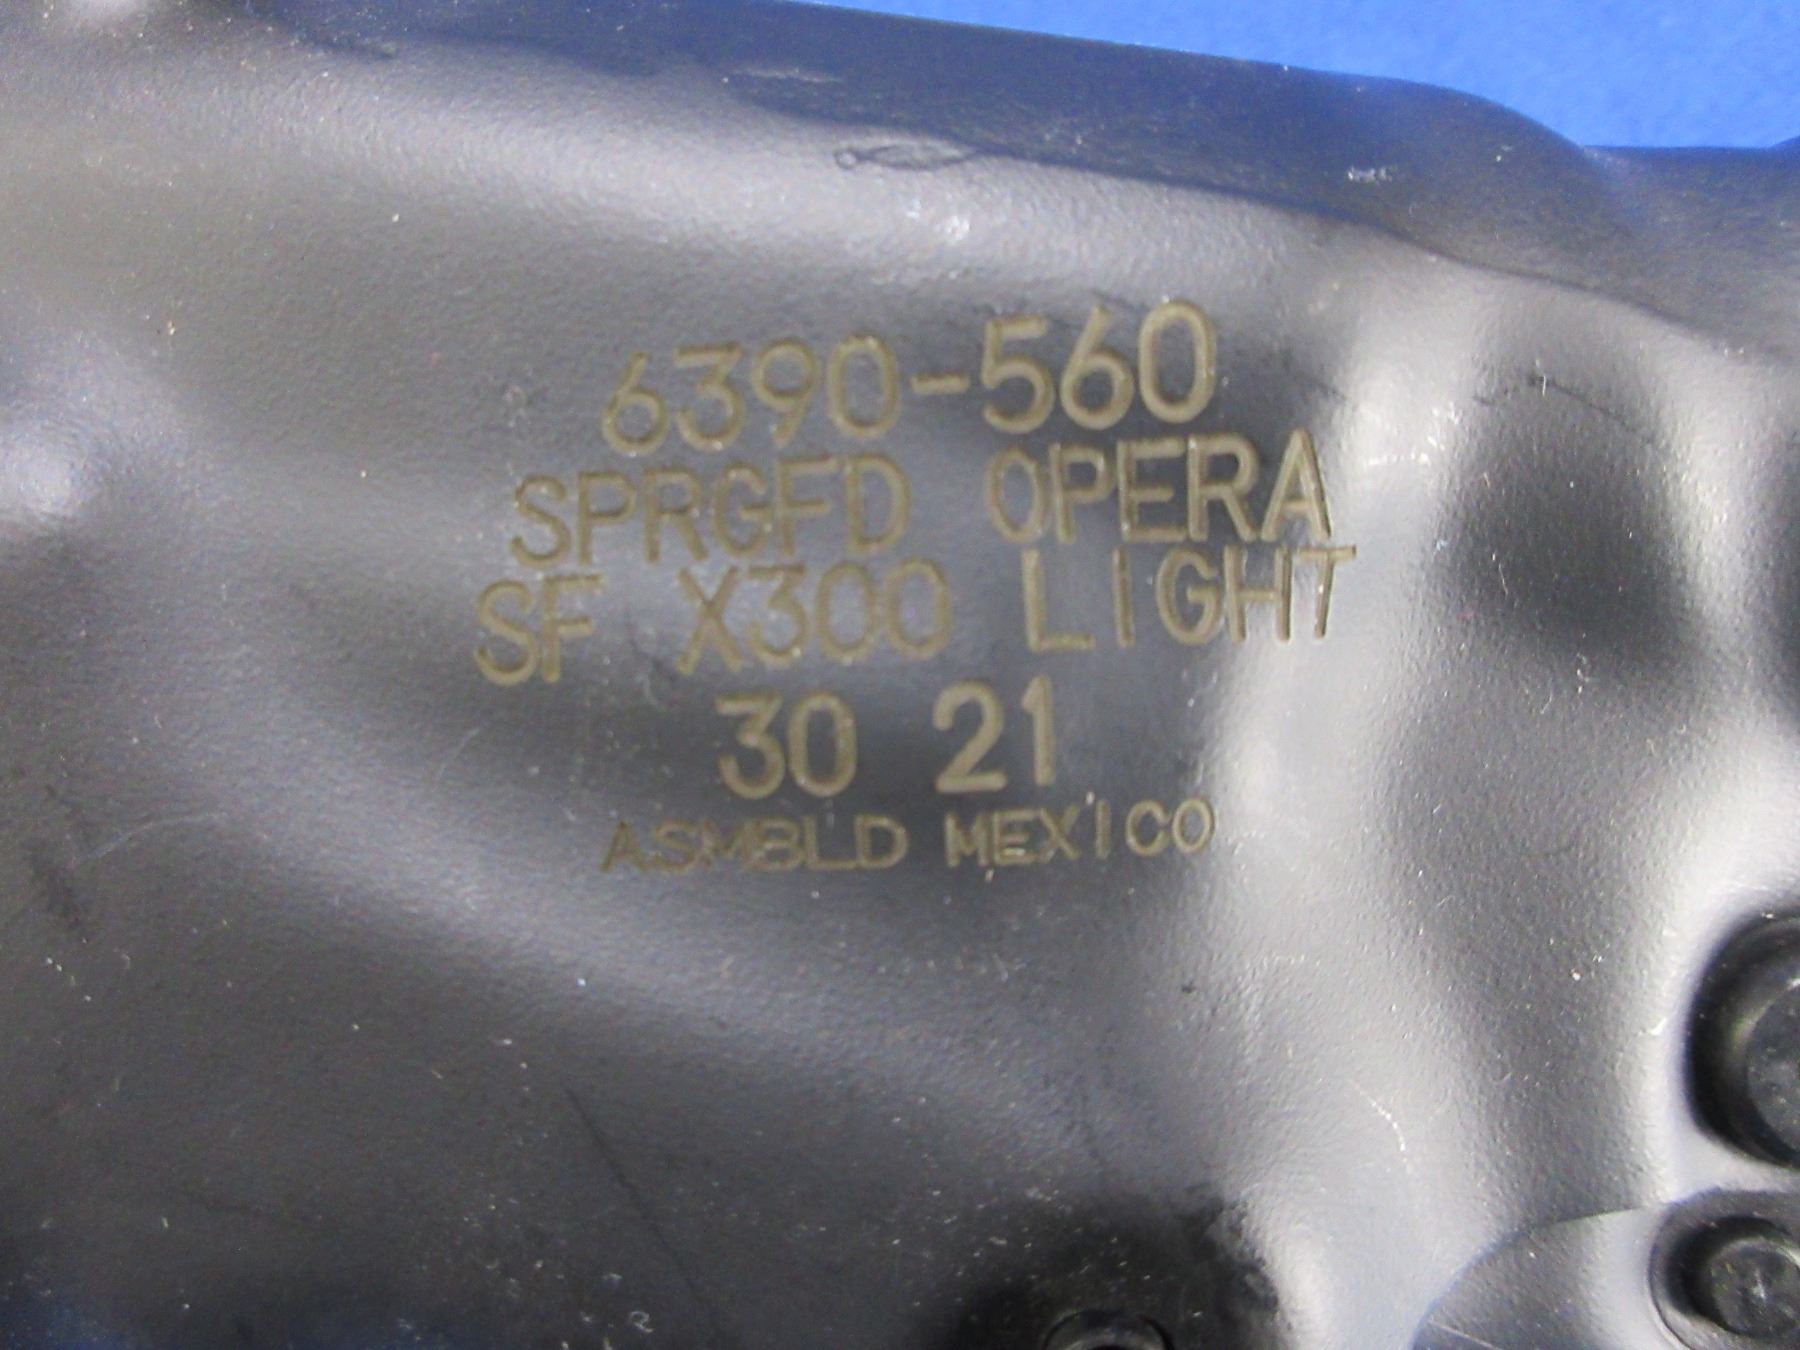 6390-560
SPRGFD OPERA
SF X300 LIGHT
30 21
ASMBLD MEXICO